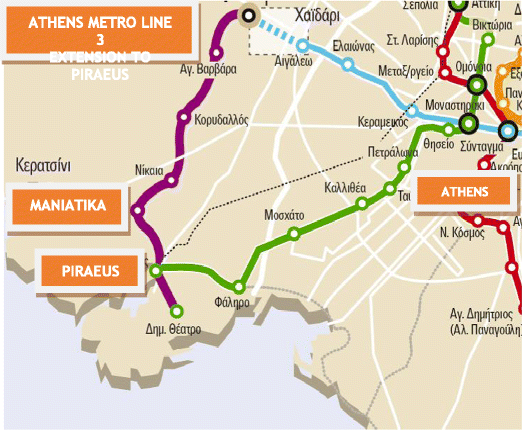 ATHENS METRO LINE
3
EXTENSION TO
PIRAEUS
Χαϊδάρι
Σεπόλια
Αττική
Βικτώρια
Στ. Λαρίσης
Ελαιώνας
Αιγάλεω
Αγ. Βαρβάρα
Μεταξ/ργείο
Ομόνοια
Μοναστηράκι
Κορυδαλλός
Κεραμεικός
Θησείο
Σύνταγμα
Πετράλωνα
Κερατσίνι
Νίκαια
Καλλιθέα
ATHENS
MANIATIKA
Μοσχάτο
Ν. Κόσμος
PIRAEUS
Φάληρο
Δημ. Θέατρο
Αγ. Δημήτριος
(Αλ. Παναγούλη)